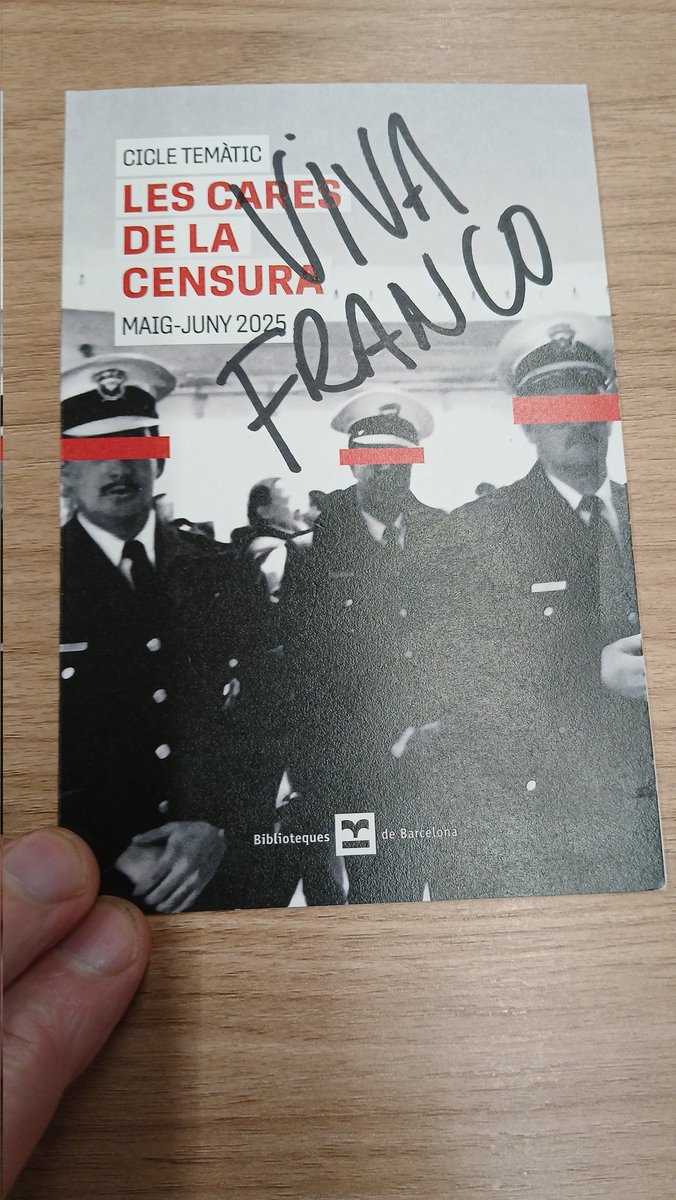 CICLE TEMÀTIC
LES CARES
DE LA
CENSURA
MAIG-JUNY 2025
VIVA
FRANCO
Biblioteques de Barcelona